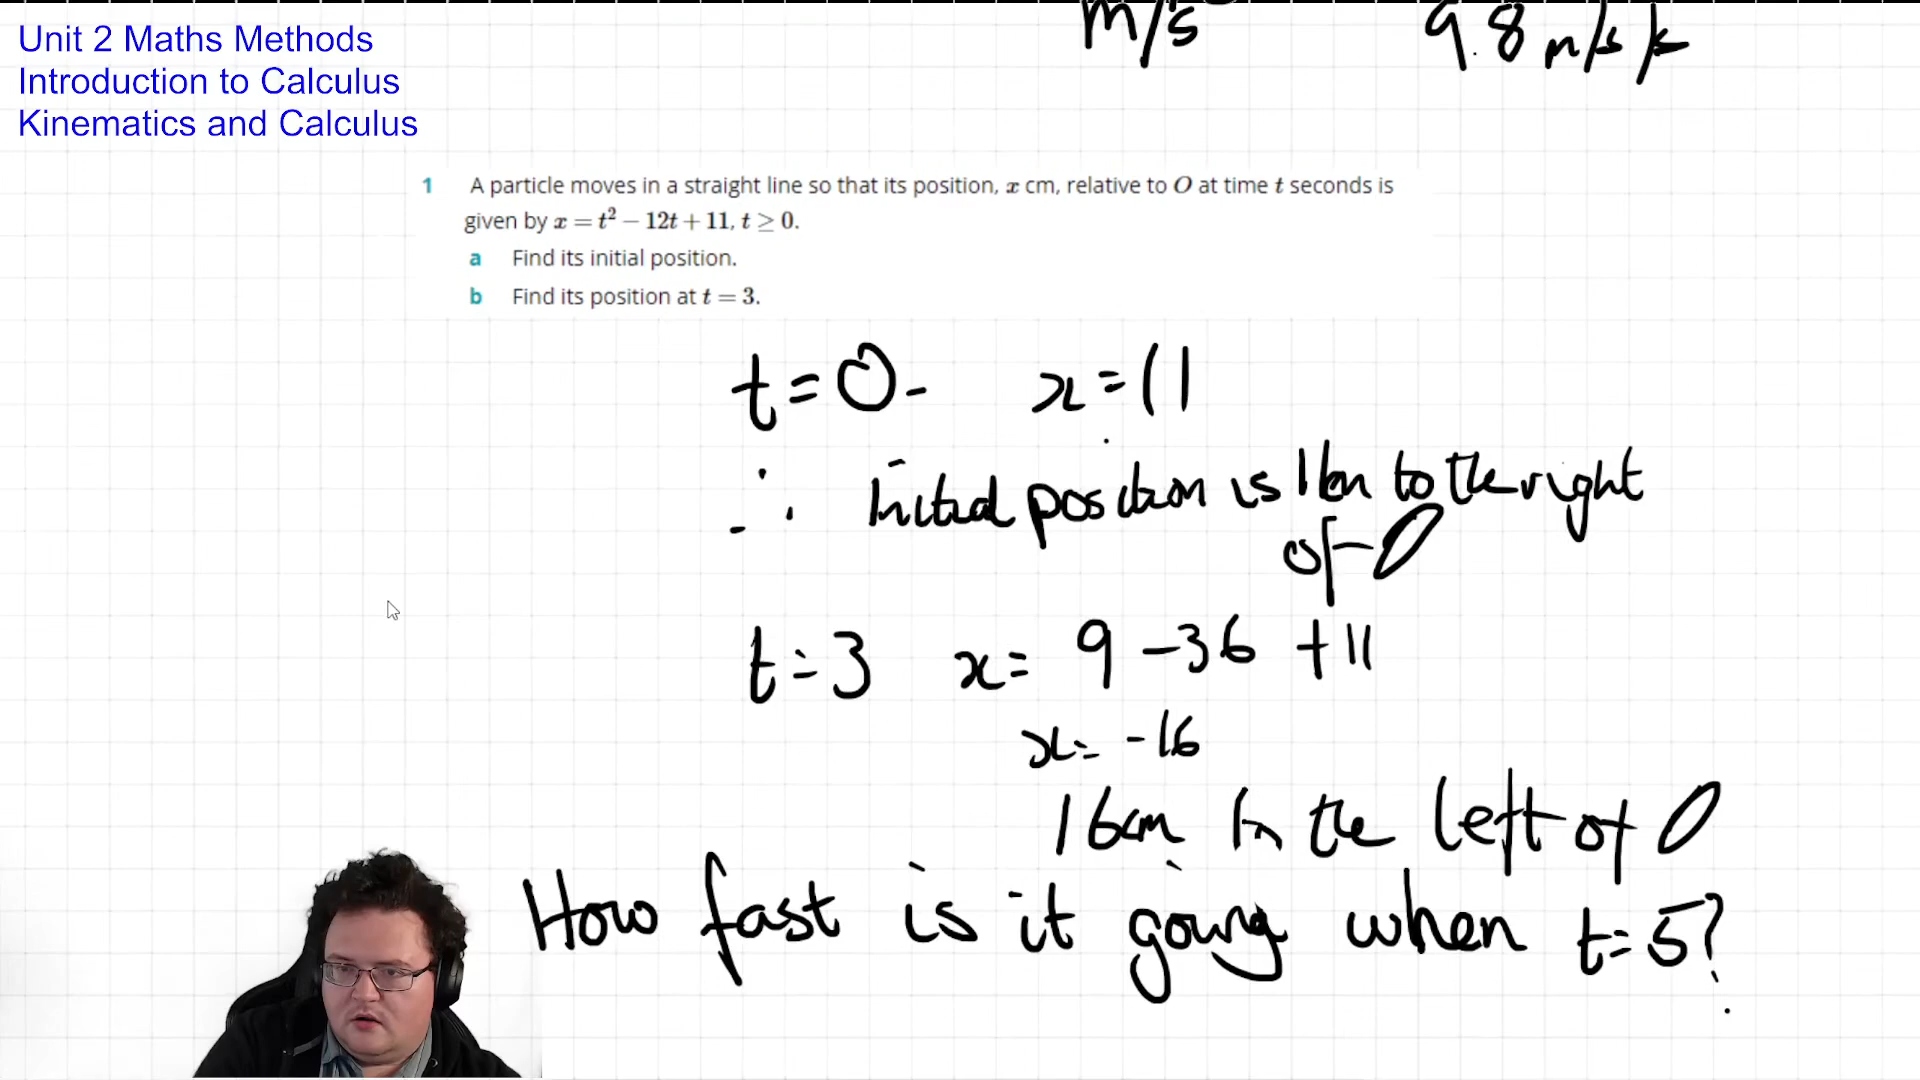 m/s 9.8 m/s/s
Unit 2 Maths Methods
Introduction to Calculus
Kinematics and Calculus
1 A particle moves in a straight line so that its position, x cm, relative to O at time t seconds is
given by x = t² − 12t + 11, t ≥ 0.
a Find its initial position.
b Find its position at t = 3.
t = 0 x = 11
∴ Initial position is 11cm to the right
of O
t = 3 x = 9 − 36 + 11
x = −16
16cm to the left of O
How fast is it going when t = 5?